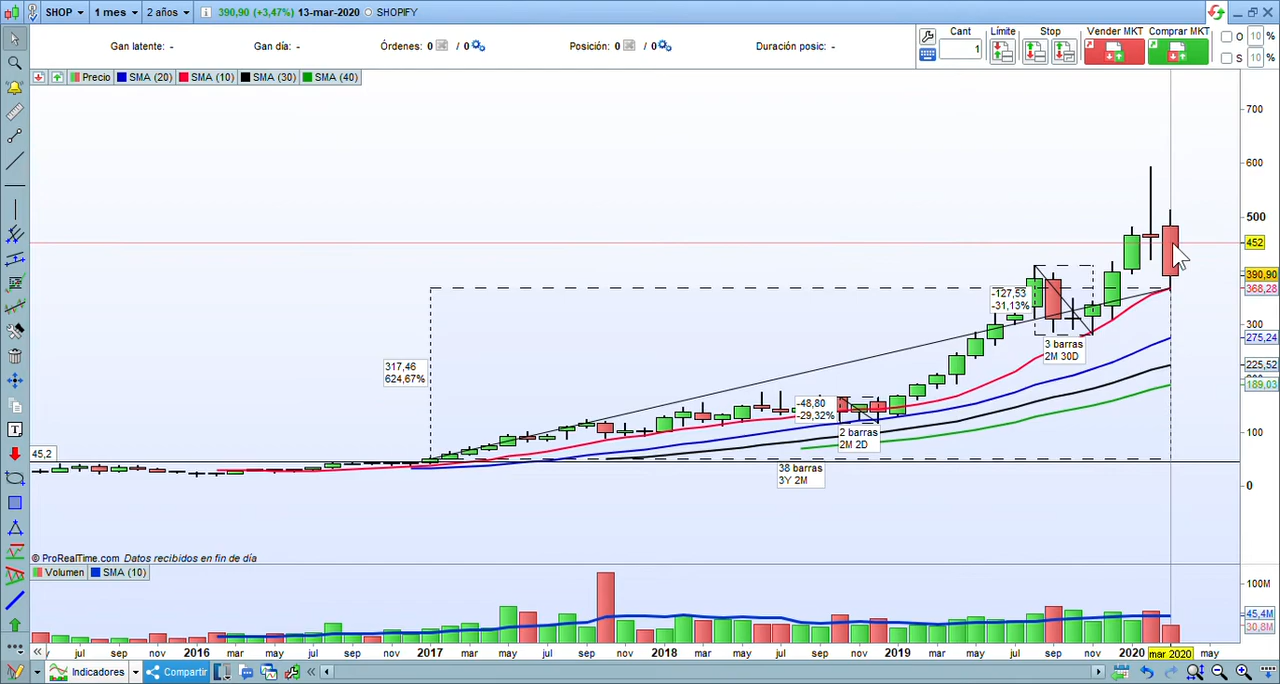 SHOP 1 mes 2 años 390,90 (+3,47%) 13-mar-2020 SHOPIFY
Gan latente: - Gan día: - Órdenes: 0 / 0 Posición: 0 / 0 Duración posic: -
Cant Límite Stop Vender MKT Comprar MKT
1
O 10 %
S 10 %
Precio SMA (20) SMA (10) SMA (30) SMA (40)
700
600
500
452
390,90
368,28
300
275,24
225,52
189,03
100
0
-127,53
-31,13%
3 barras
2M 30D
317,46
624,67%
-48,80
-29,32%
2 barras
2M 2D
45,2
38 barras
3Y 2M
© ProRealTime.com Datos recibidos en fin de día
Volumen SMA (10)
100M
45,4M
30,8M
jul sep nov 2016 mar may jul sep nov 2017 mar may jul sep nov 2018 mar may jul sep nov 2019 mar may jul sep nov 2020 mar 2020 may
Indicadores Compartir